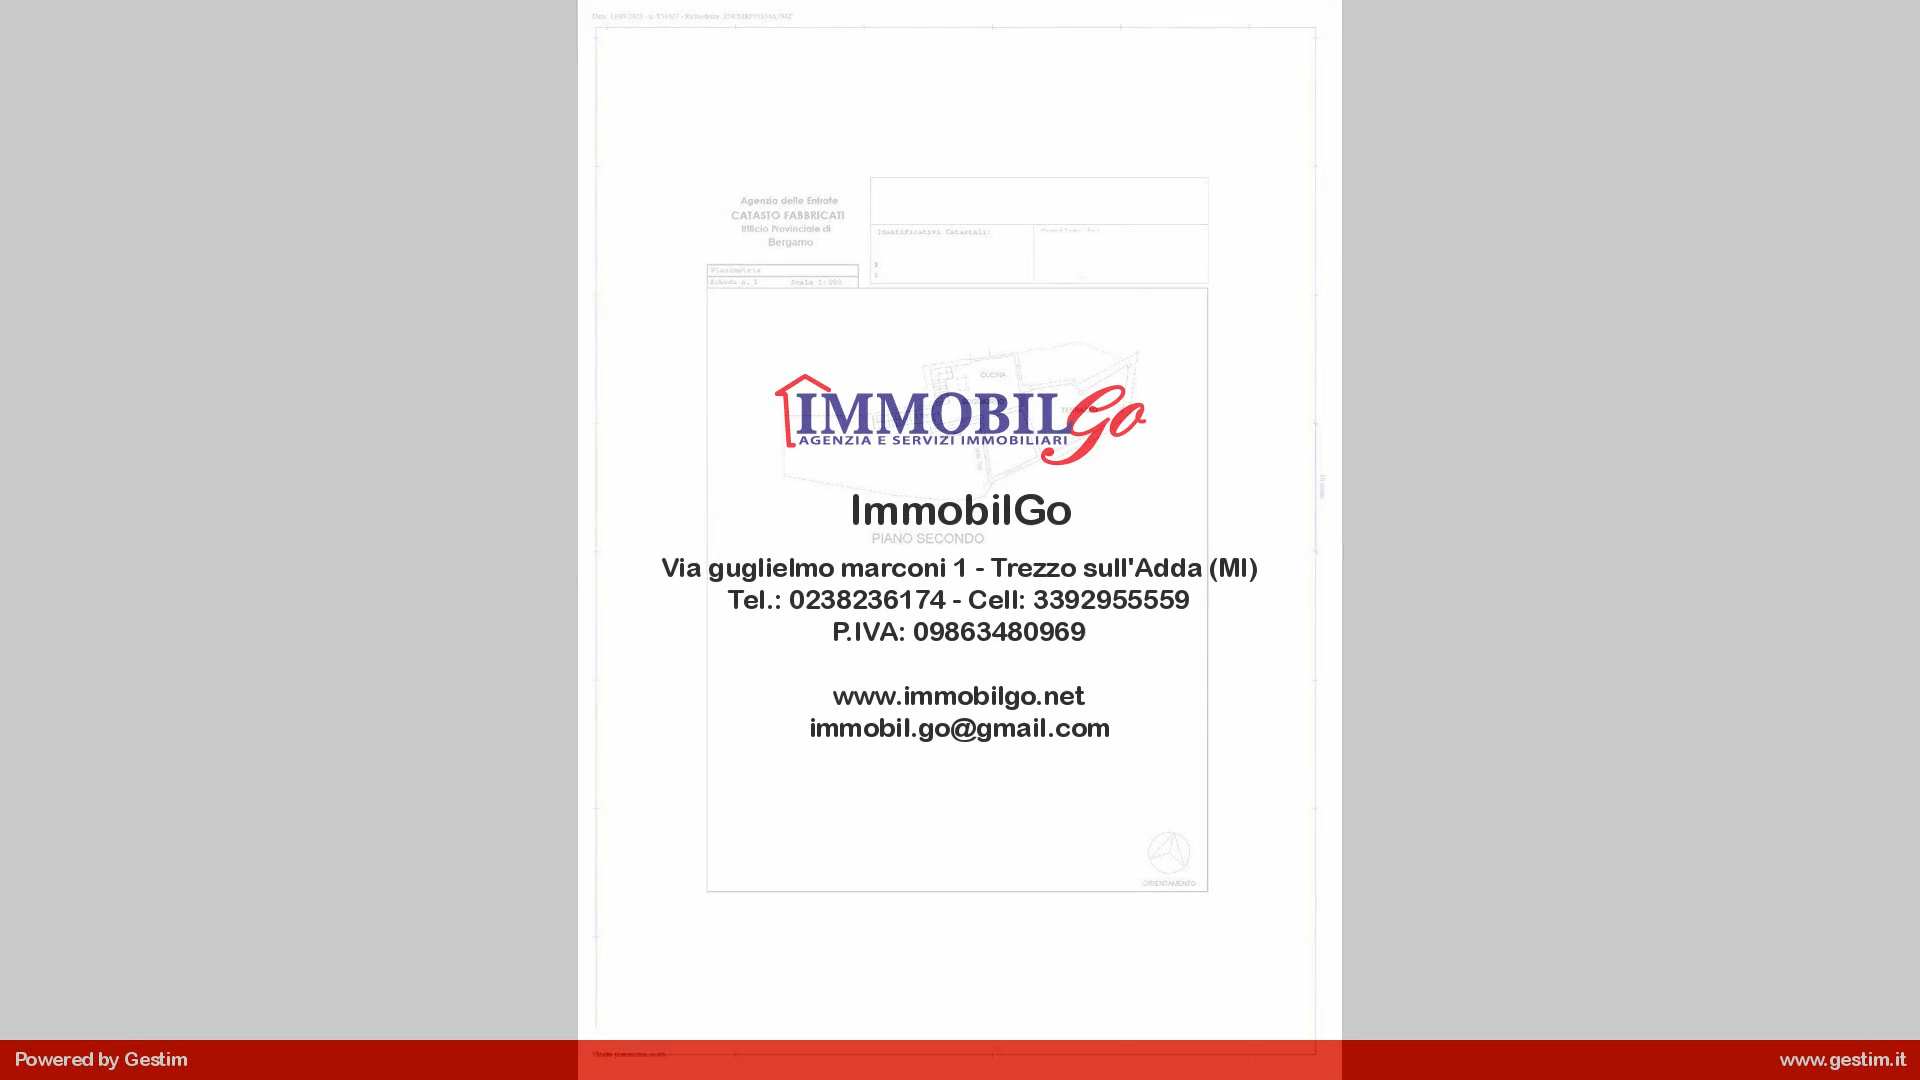 Agenzia delle Entrate
CATASTO FABBRICATI
Ufficio Provinciale di
Bergamo
Identificativi Catastali:
Planimetria
Scheda n. 1 Scala 1:200
CUCINA
IMMOBILGo
AGENZIA E SERVIZI IMMOBILIARI
ImmobilGo
PIANO SECONDO
Via guglielmo marconi 1 - Trezzo sull'Adda (MI)
Tel.: 0238236174 - Cell: 3392955559
P.IVA: 09863480969
www.immobilgo.net
immobil.go@gmail.com
ORIENTAMENTO
Powered by Gestim
www.gestim.it